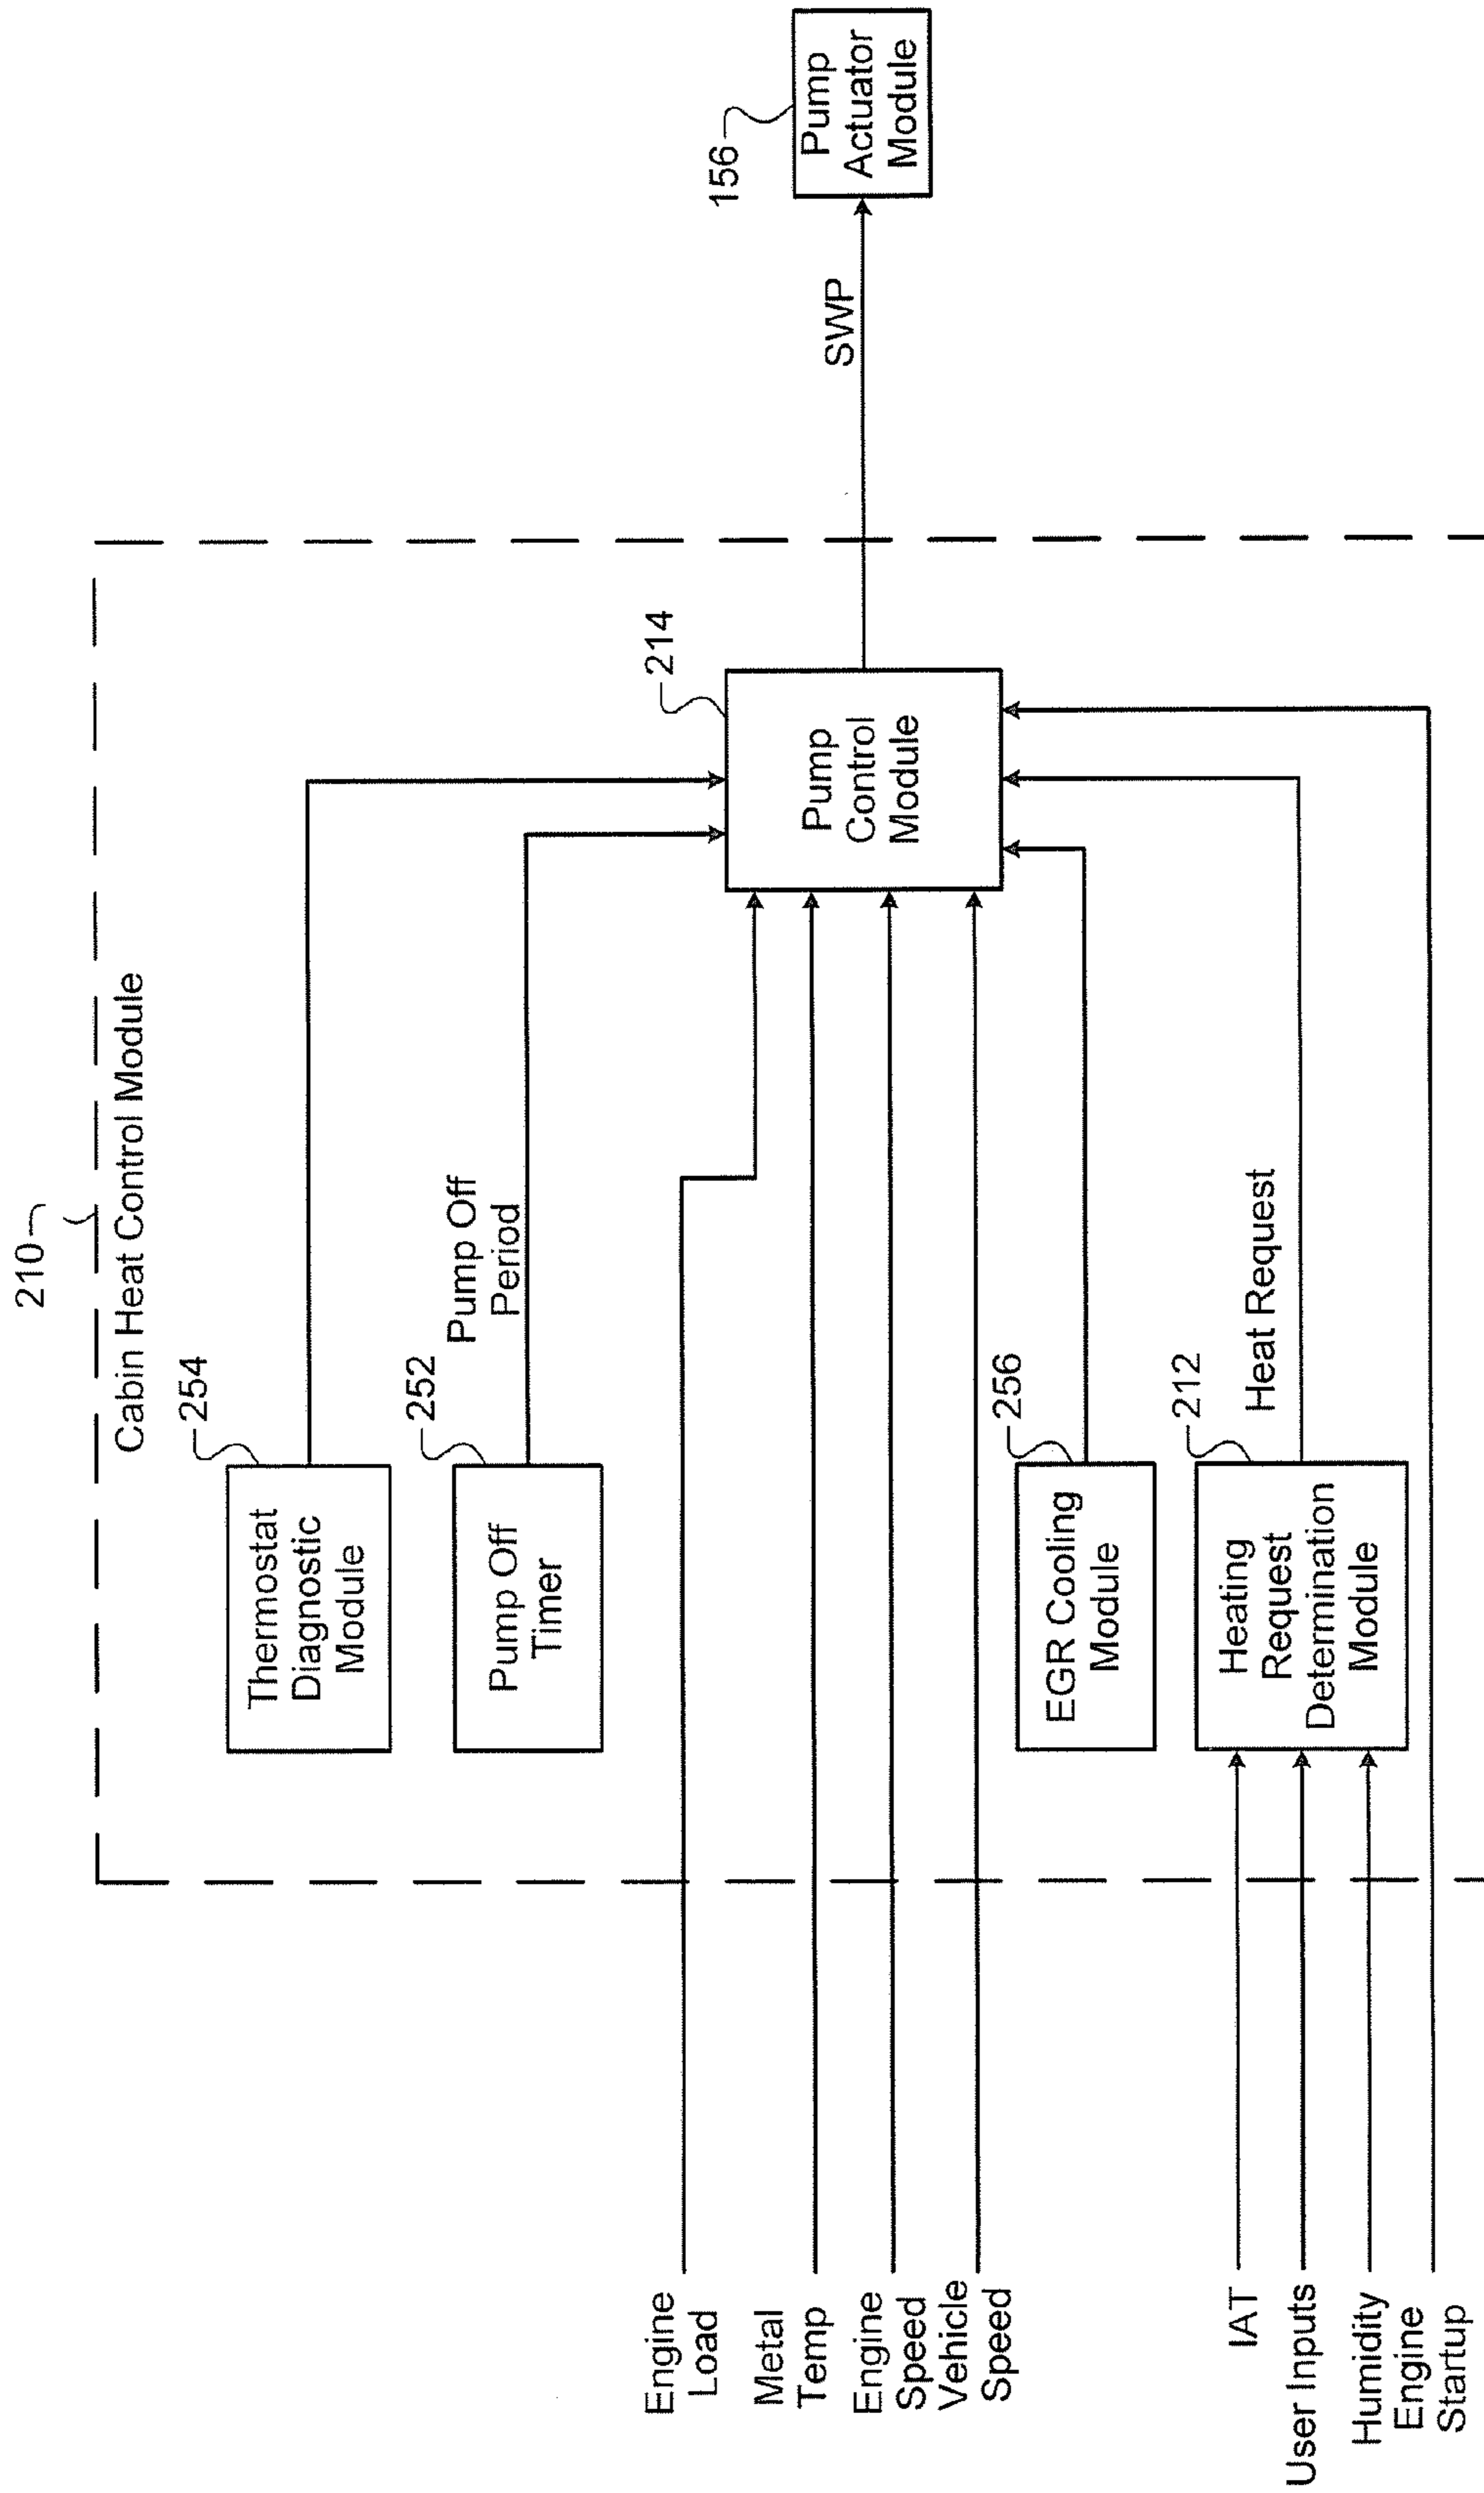 210
Cabin Heat Control Module
254
Thermostat
Diagnostic
Module
252
Pump Off
Timer
Pump Off
Period
Engine
Load
Metal
Temp
Engine
Speed
Vehicle
Speed
214
Pump
Control
Module
SWP
156
Pump
Actuator
Module
256
EGR Cooling
Module
212
Heating
Request
Determination
Module
Heat Request
IAT
User Inputs
Humidity
Engine
Startup